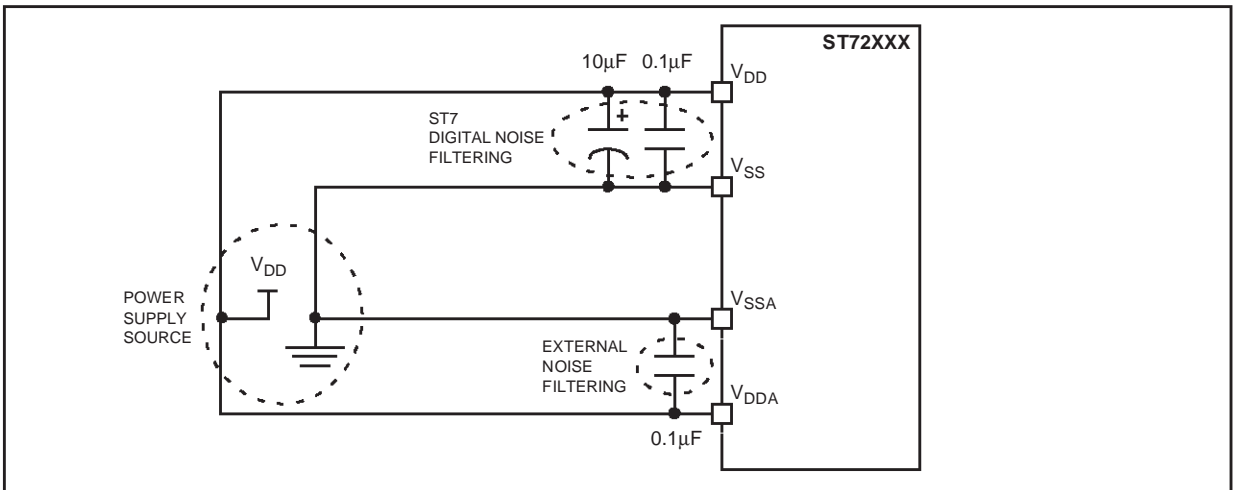 ST72XXX
10μF 0.1μF
VDD
+
ST7
DIGITAL NOISE
FILTERING
VSS
VDD
POWER
SUPPLY
SOURCE
VSSA
EXTERNAL
NOISE
FILTERING
VDDA
0.1μF